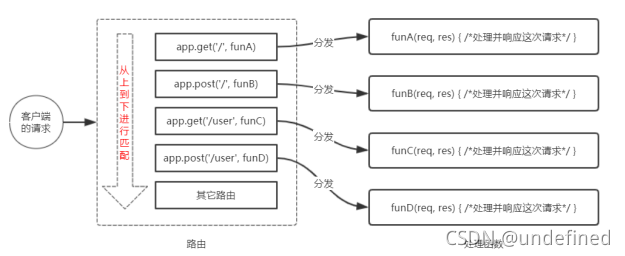 客户端
的请求
从上到下进行匹配
app.get('/', funA)
app.post('/', funB)
app.get('/user', funC)
app.post('/user', funD)
其它路由
分发
分发
分发
分发
funA(req, res) { /*处理并响应这次请求*/ }
funB(req, res) { /*处理并响应这次请求*/ }
funC(req, res) { /*处理并响应这次请求*/ }
funD(req, res) { /*处理并响应这次请求*/ }
路由
处理函数
CSDN @undefined